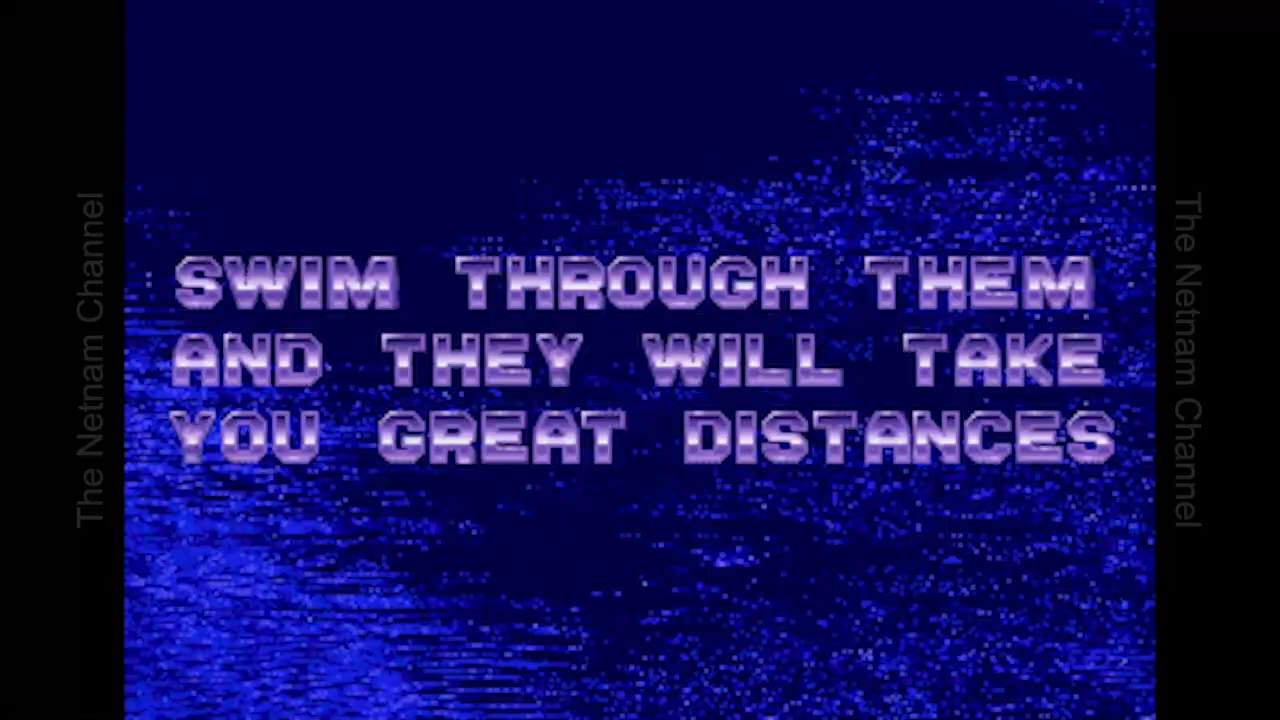 The Netnam Channel
SWIM THROUGH THEM
AND THEY WILL TAKE
YOU GREAT DISTANCES
The Netnam Channel